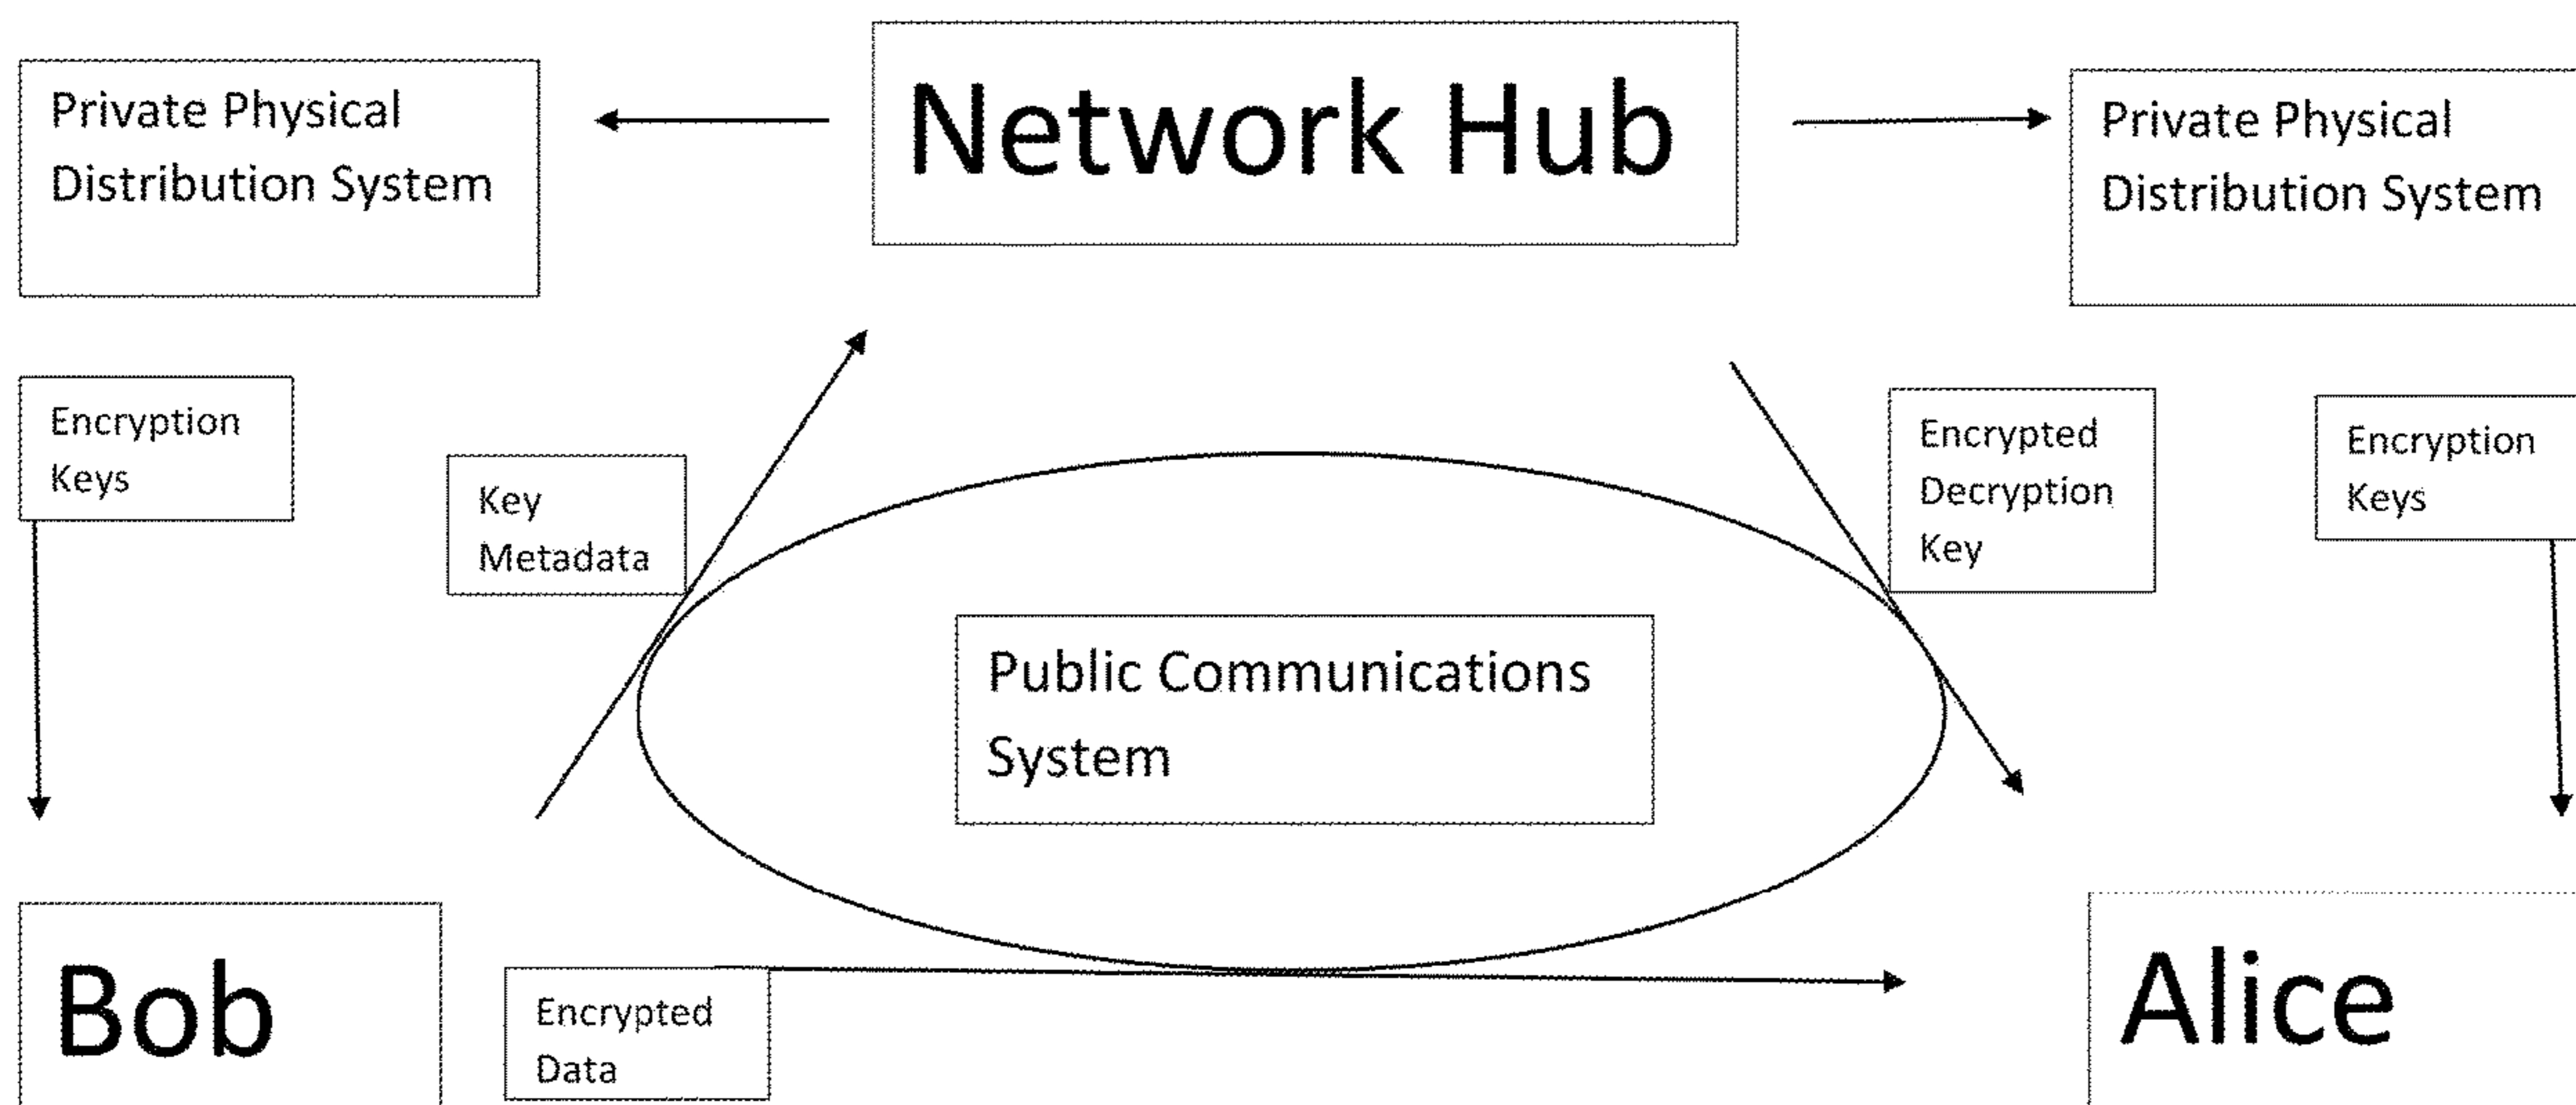 Private Physical
Distribution System
Network Hub
Private Physical
Distribution System
Encryption
Keys
Key
Metadata
Encrypted
Decryption
Key
Encryption
Keys
Public Communications
System
Bob
Encrypted
Data
Alice